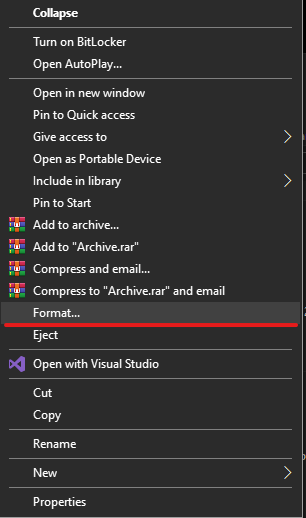 Collapse
Turn on BitLocker
Open AutoPlay...
Open in new window
Pin to Quick access
Give access to
Open as Portable Device
Include in library
Pin to Start
Add to archive...
Add to "Archive.rar"
Compress and email...
Compress to "Archive.rar" and email
Format...
Eject
Open with Visual Studio
Cut
Copy
Rename
New
Properties